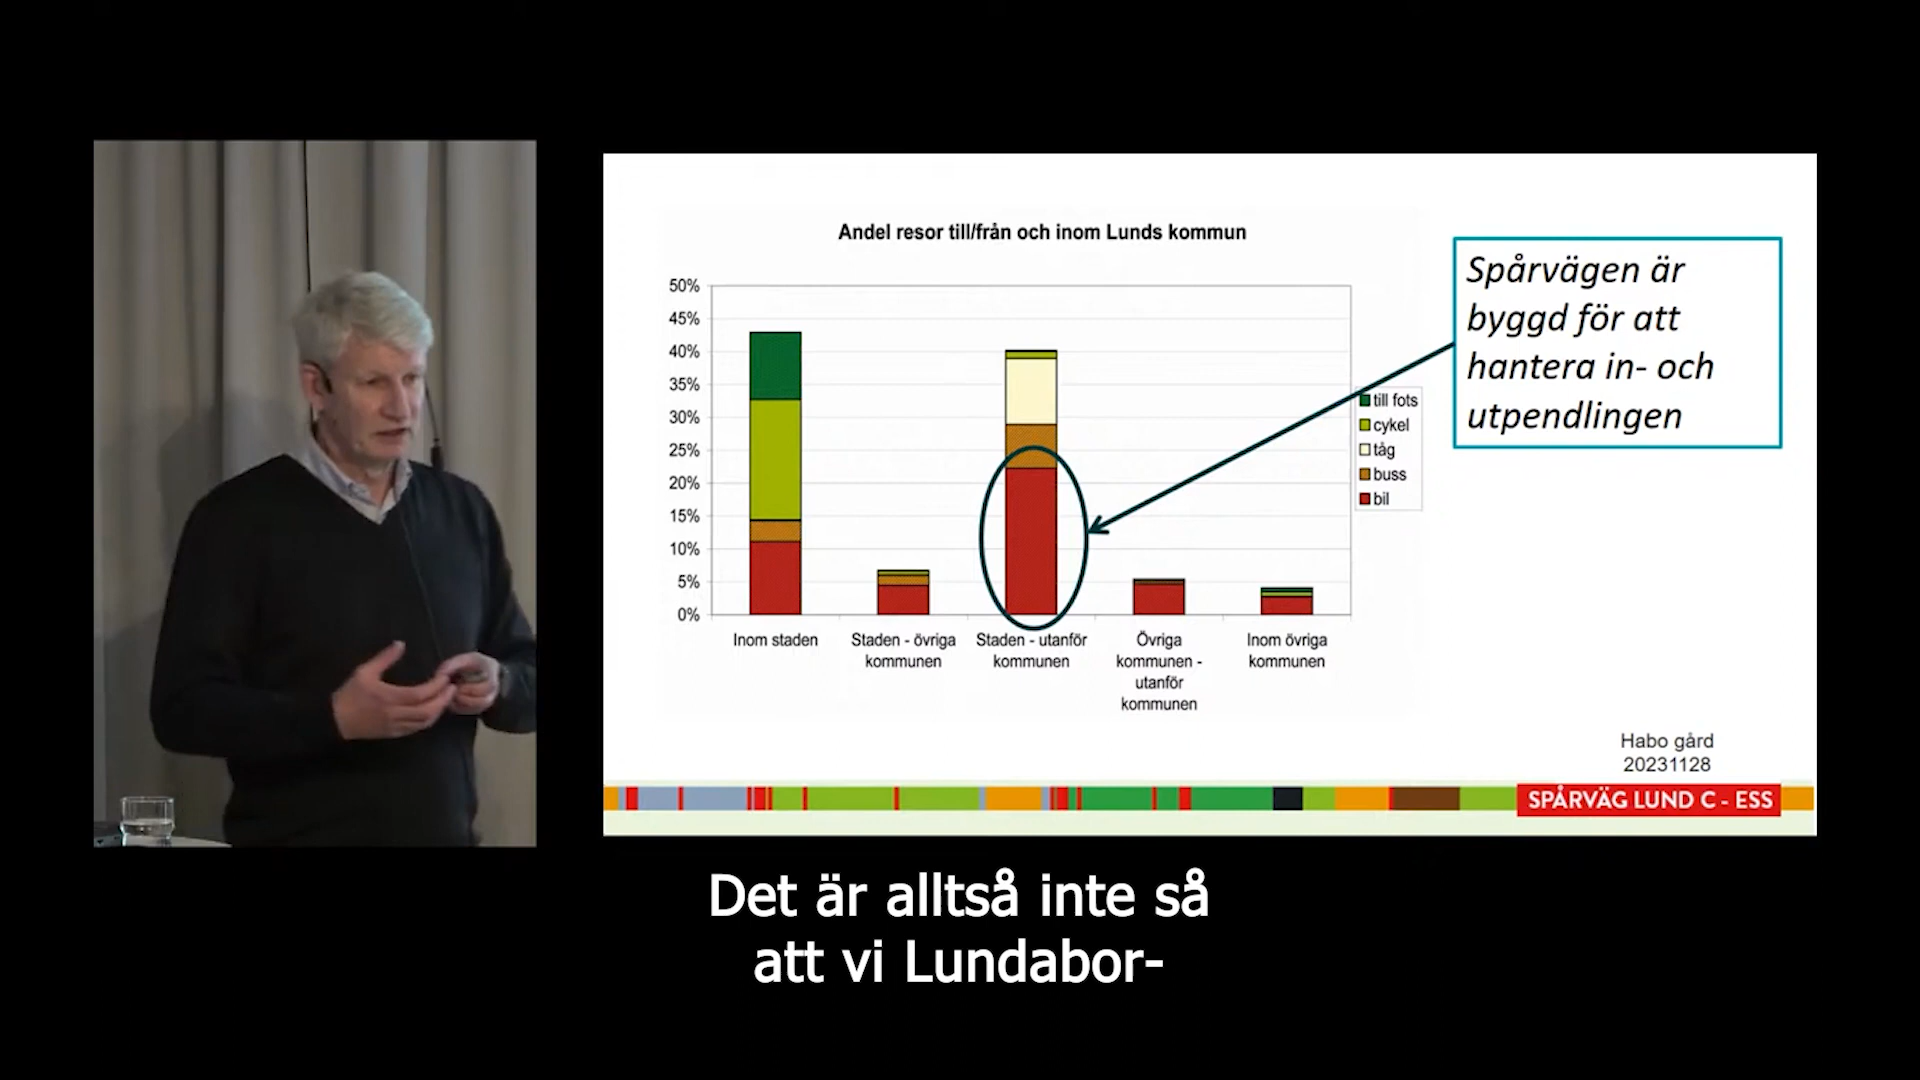 Andel resor till/från och inom Lunds kommun
50%
45%
40%
35%
30%
25%
20%
15%
10%
5%
0%
Inom staden
Staden - övriga
kommunen
Staden - utanför
kommunen
Övriga
kommunen -
utanför
kommunen
Inom övriga
kommunen
till fots
cykel
tåg
buss
bil
Spårvägen är
byggd för att
hantera in- och
utpendlingen
Habo gård
20231128
SPÅRVÄG LUND C - ESS
Det är alltså inte så
att vi Lundabor-